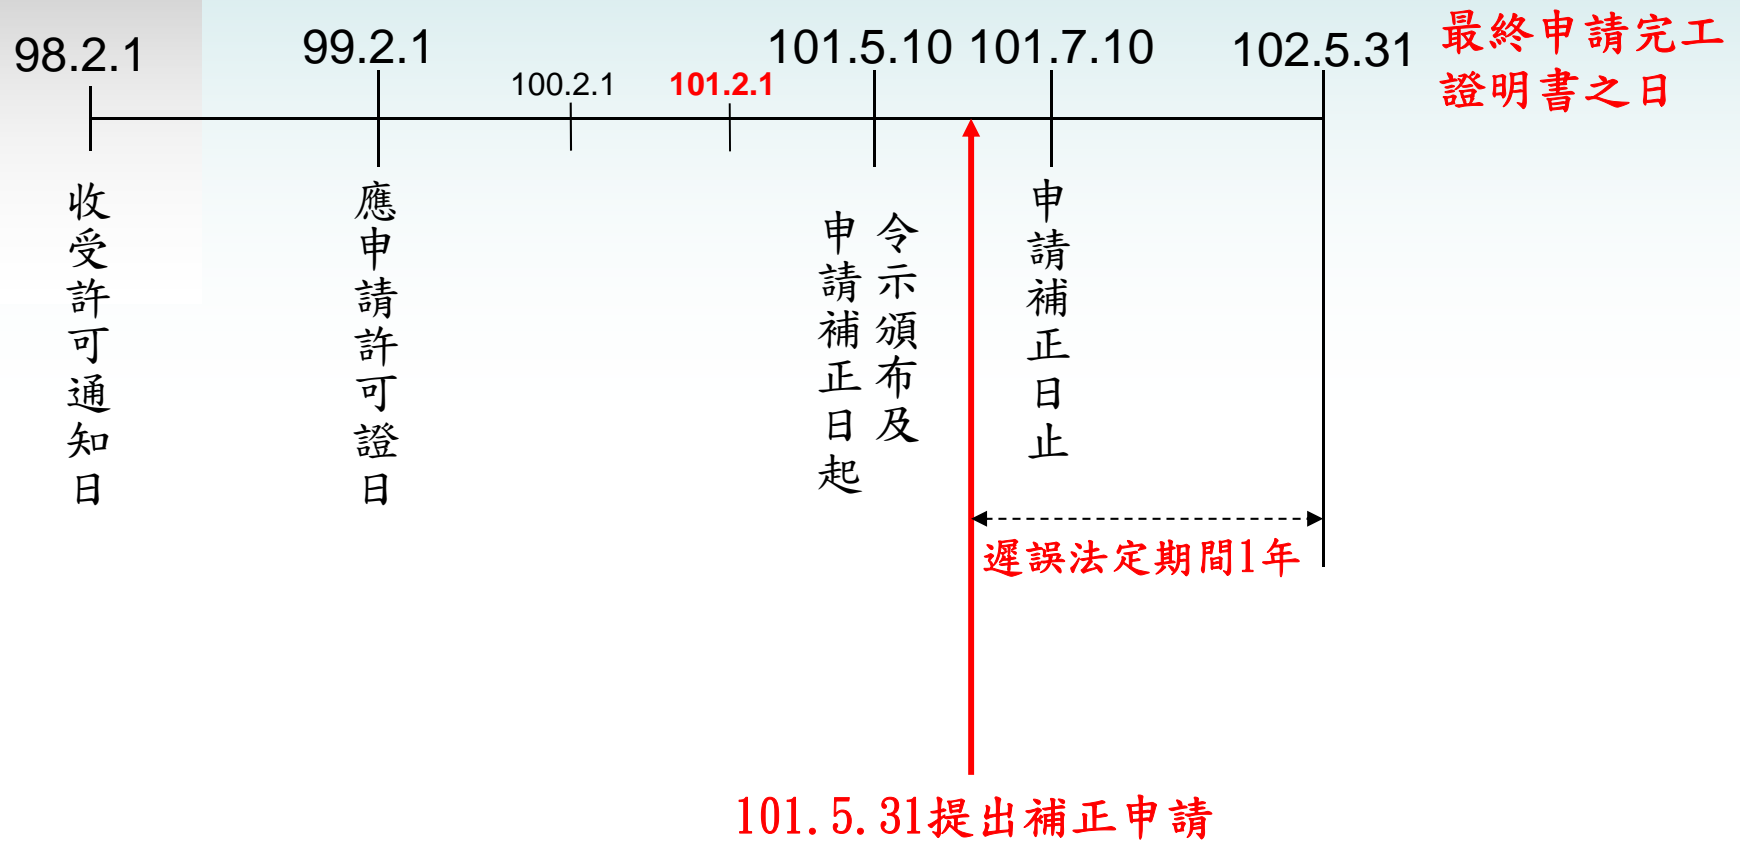 98.2.1
99.2.1
100.2.1
101.2.1
101.5.10
101.7.10
102.5.31
最終申請完工
證明書之日
收受許可通知日
應申請許可證日
令示頒布及
申請補正日起
申請補正日止
遲誤法定期間1年
101.5.31提出補正申請